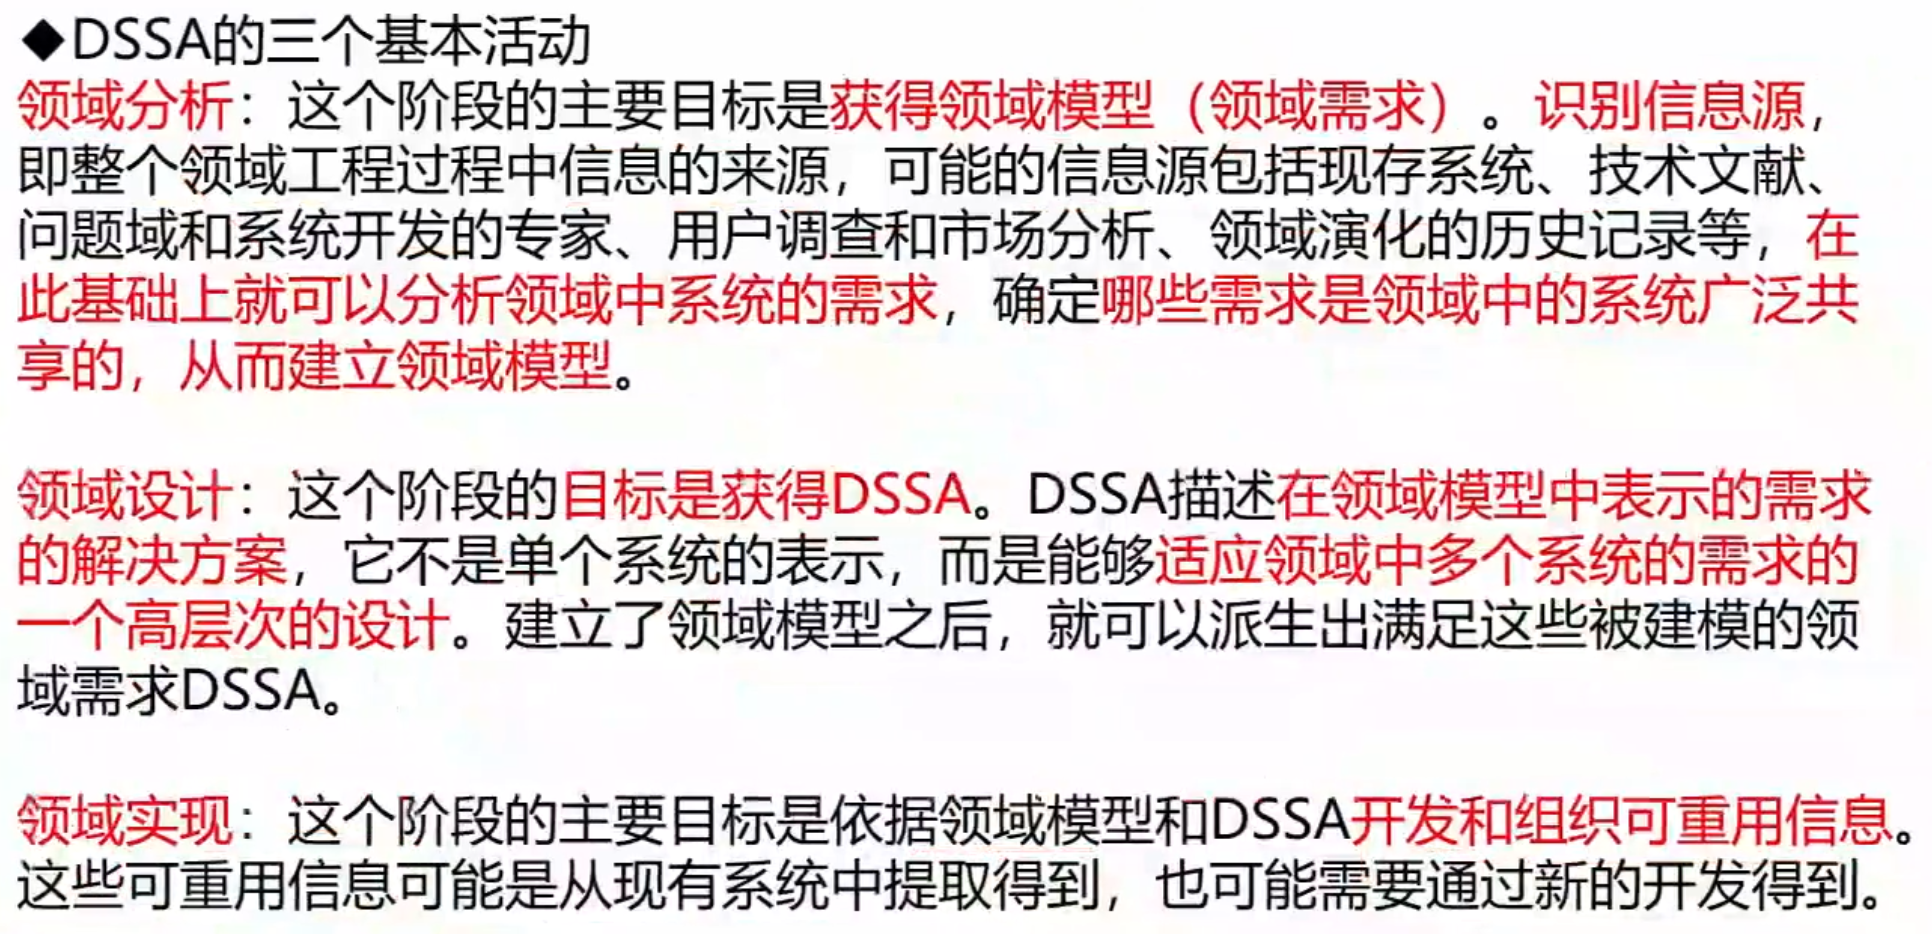 ◆DSSA的三个基本活动
领域分析：这个阶段的主要目标是获得领域模型（领域需求）。识别信息源，
即整个领域工程过程中信息的来源，可能的信息源包括现存系统、技术文献、
问题域和系统开发的专家、用户调查和市场分析、领域演化的历史记录等，在
此基础上就可以分析领域中系统的需求，确定哪些需求是领域中的系统广泛共
享的，从而建立领域模型。
领域设计：这个阶段的目标是获得DSSA。DSSA描述在领域模型中表示的需求
的解决方案，它不是单个系统的表示，而是能够适应领域中多个系统的需求的
一个高层次的设计。建立了领域模型之后，就可以派生出满足这些被建模的领
域需求DSSA。
领域实现：这个阶段的主要目标是依据领域模型和DSSA开发和组织可重用信息。
这些可重用信息可能是从现有系统中提取得到，也可能需要通过新的开发得到。